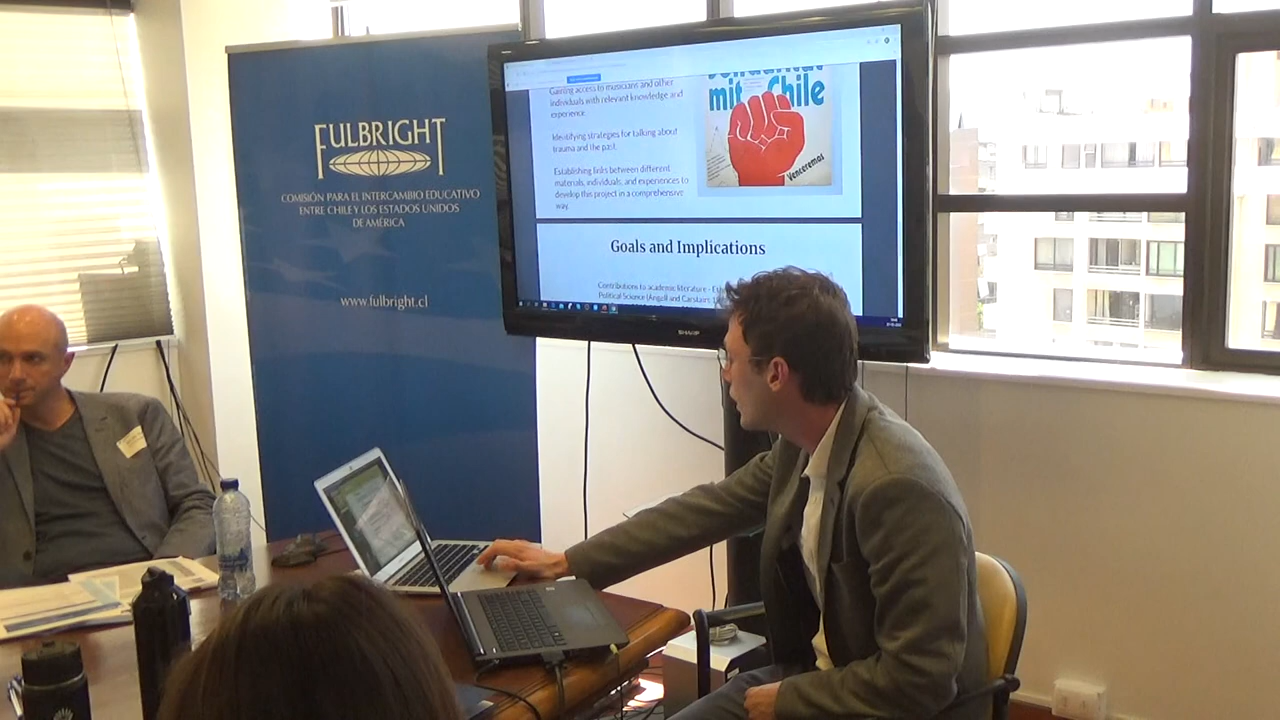 FULBRIGHT
COMISIÓN PARA EL INTERCAMBIO EDUCATIVO
ENTRE CHILE Y LOS ESTADOS UNIDOS
DE AMÉRICA
www.fulbright.cl
Gaining access to musicians and other
individuals with relevant knowledge and
experience.
Identifying strategies for talking about
trauma and the past.
Establishing links between different
materials, individuals, and experiences to
develop this project in a comprehensive
way.
mit Chile
Venceremos
Goals and Implications
Contributions to academic literature -
Political Science (Angell and Carstairs
SHARP